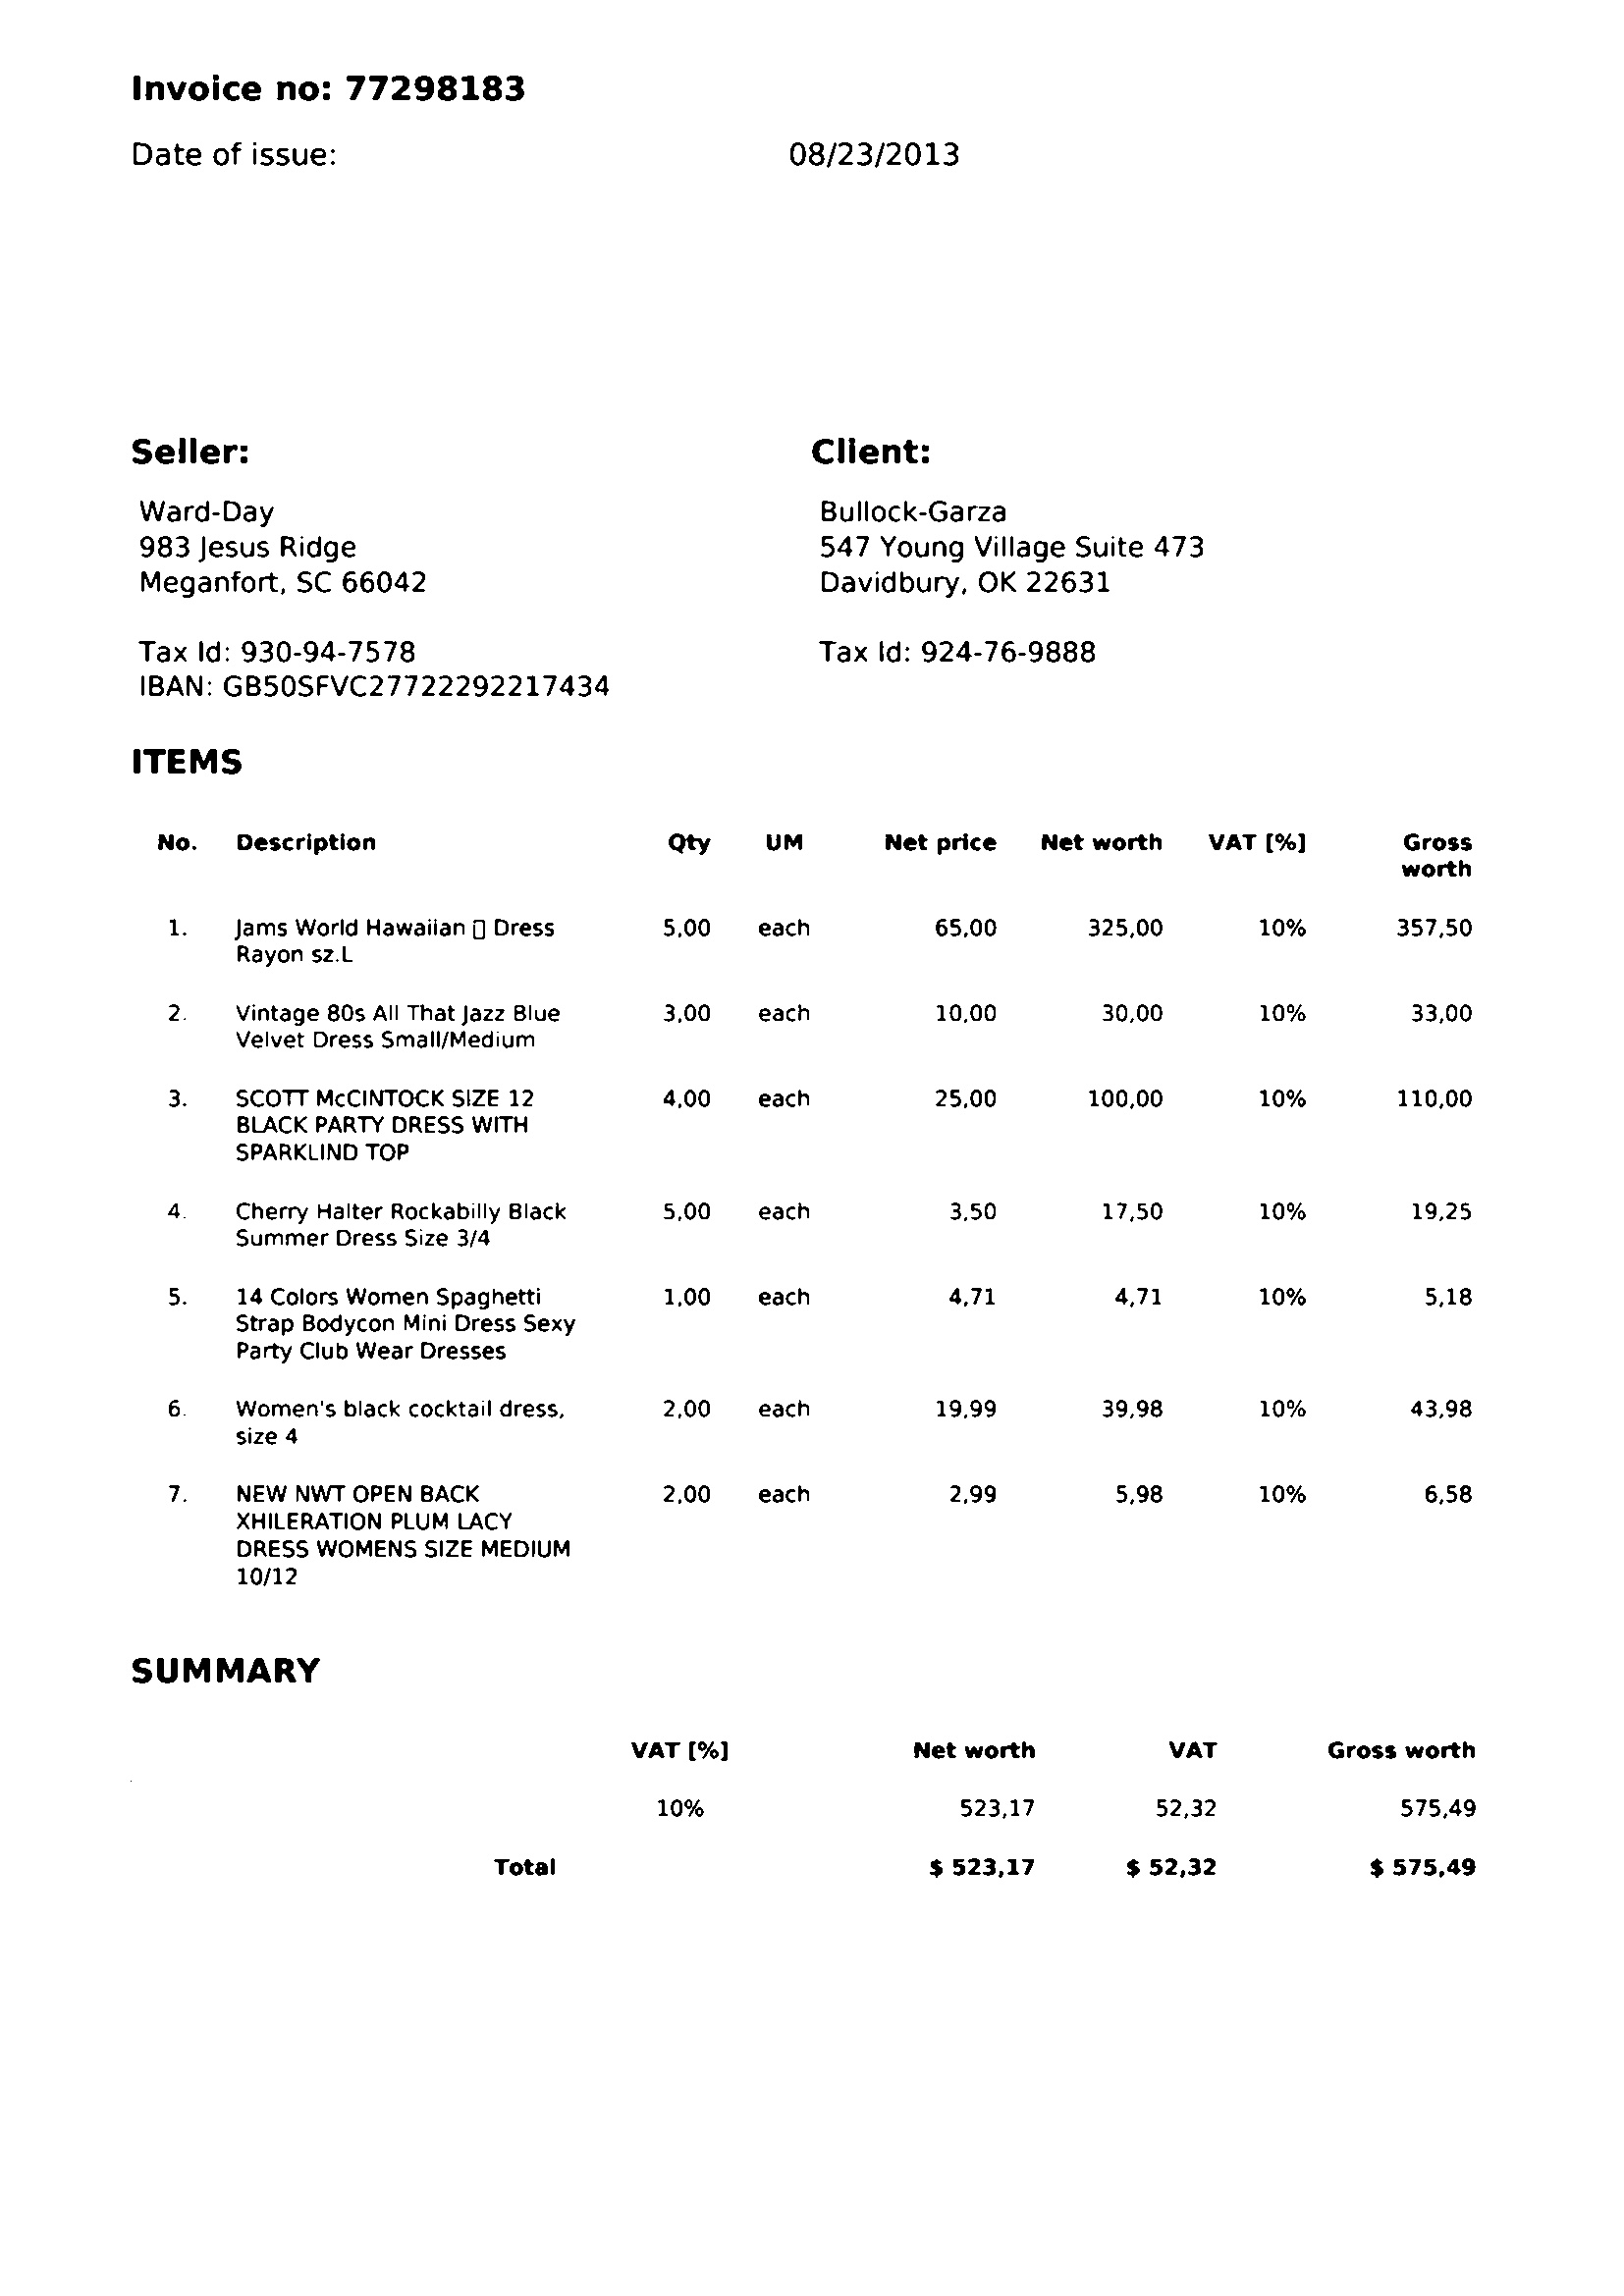 Invoice no: 77298183
Date of issue: 08/23/2013
Seller: Client:
Ward-Day Bullock-Garza
983 Jesus Ridge 547 Young Village Suite 473
Meganfort, SC 66042 Davidbury, OK 22631
Tax Id: 930-94-7578 Tax Id: 924-76-9888
IBAN: GB50SFVC27722292217434
ITEMS
No. Description Qty UM Net price Net worth VAT [%] Gross
worth
1. Jams World Hawaiian ▯ Dress 5,00 each 65,00 325,00 10% 357,50
Rayon sz.L
2. Vintage 80s All That Jazz Blue 3,00 each 10,00 30,00 10% 33,00
Velvet Dress Small/Medium
3. SCOTT McCINTOCK SIZE 12 4,00 each 25,00 100,00 10% 110,00
BLACK PARTY DRESS WITH
SPARKLIND TOP
4. Cherry Halter Rockabilly Black 5,00 each 3,50 17,50 10% 19,25
Summer Dress Size 3/4
5. 14 Colors Women Spaghetti 1,00 each 4,71 4,71 10% 5,18
Strap Bodycon Mini Dress Sexy
Party Club Wear Dresses
6. Women's black cocktail dress, 2,00 each 19,99 39,98 10% 43,98
size 4
7. NEW NWT OPEN BACK 2,00 each 2,99 5,98 10% 6,58
XHILERATION PLUM LACY
DRESS WOMENS SIZE MEDIUM
10/12
SUMMARY
VAT [%] Net worth VAT Gross worth
10% 523,17 52,32 575,49
Total $ 523,17 $ 52,32 $ 575,49